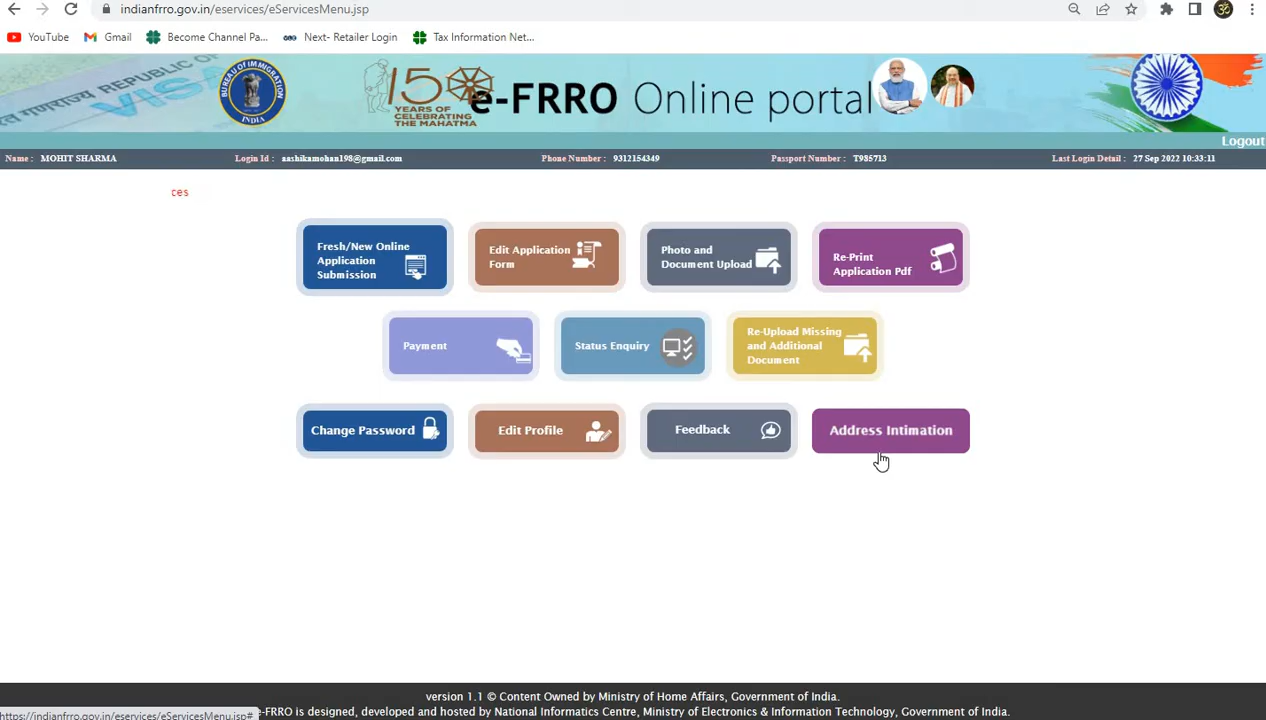 indianfrro.gov.in/eservices/eServicesMenu.jsp
YouTube Gmail Become Channel Pa... Next- Retailer Login Tax Information Net...
BUREAU OF IMMIGRATION
INDIA
REPUBLIC
VISA
150
YEARS OF
CELEBRATING
THE MAHATMA
e-FRRO Online portal
Logout
Name : MOHIT SHARMA Login Id : aashikamohan198@gmail.com Phone Number : 9312154349 Passport Number : T985713 Last Login Detail : 27 Sep 2022 10:33:11
ces
Fresh/New Online
Application
Submission
Edit Application
Form
Photo and
Document Upload
Re-Print
Application Pdf
Payment
Status Enquiry
Re-Upload Missing
and Additional
Document
Change Password
Edit Profile
Feedback
Address Intimation
version 1.1 © Content Owned by Ministry of Home Affairs, Government of India.
https://indianfrro.gov.in/eservices/eServicesMenu.jsp#
e-FRRO is designed, developed and hosted by National Informatics Centre, Ministry of Electronics & Information Technology, Government of India.